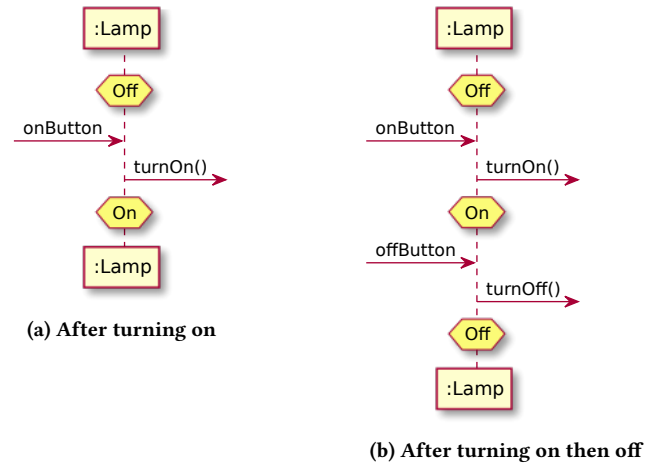 :Lamp
Off
onButton
turnOn()
On
:Lamp
(a) After turning on
:Lamp
Off
onButton
turnOn()
On
offButton
turnOff()
Off
:Lamp
(b) After turning on then off